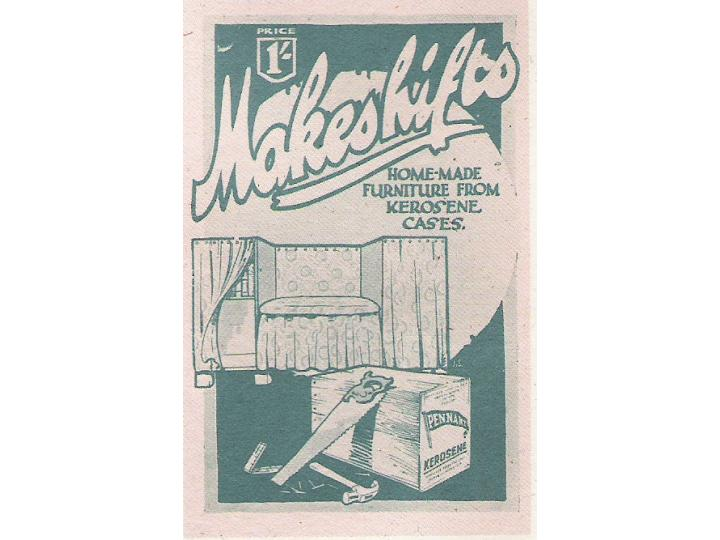 PRICE
1/-
Makeshifts
HOME-MADE
FURNITURE FROM
KEROSENE
CASES.
PENNANT
KEROSENE